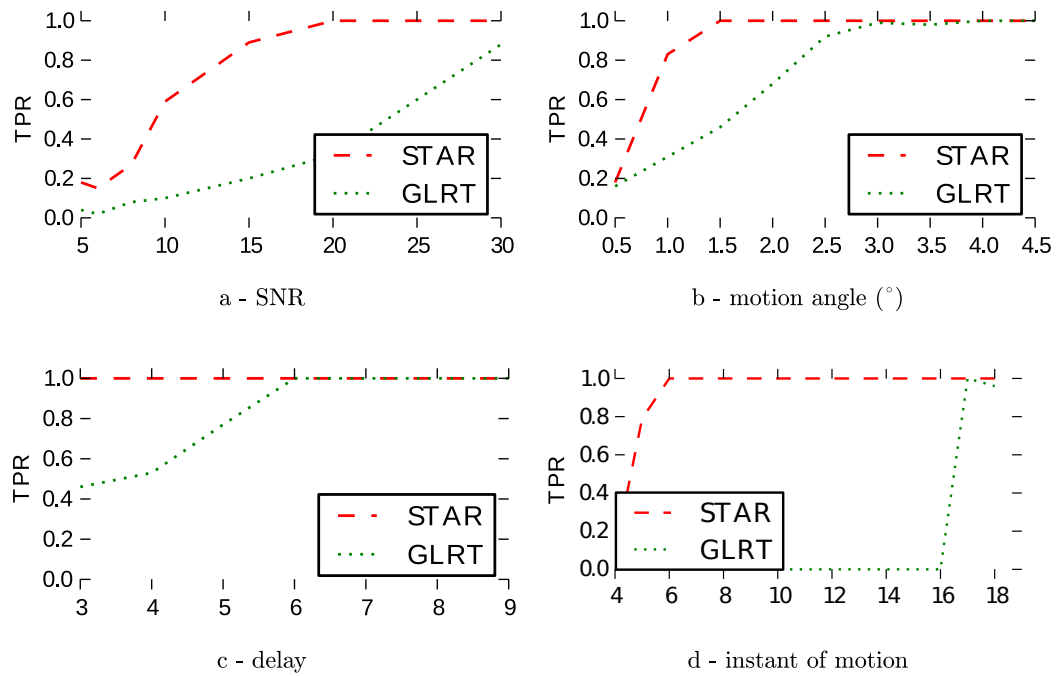 TPR
1.0
0.8
0.6
0.4
0.2
0.0
STAR
GLRT
5 10 15 20 25 30
a - SNR
TPR
1.0
0.8
0.6
0.4
0.2
0.0
STAR
GLRT
0.5 1.0 1.5 2.0 2.5 3.0 3.5 4.0 4.5
b - motion angle (°)
TPR
1.0
0.8
0.6
0.4
0.2
0.0
STAR
GLRT
3 4 5 6 7 8 9
c - delay
TPR
1.0
0.8
0.6
0.4
0.2
0.0
STAR
GLRT
4 6 8 10 12 14 16 18
d - instant of motion